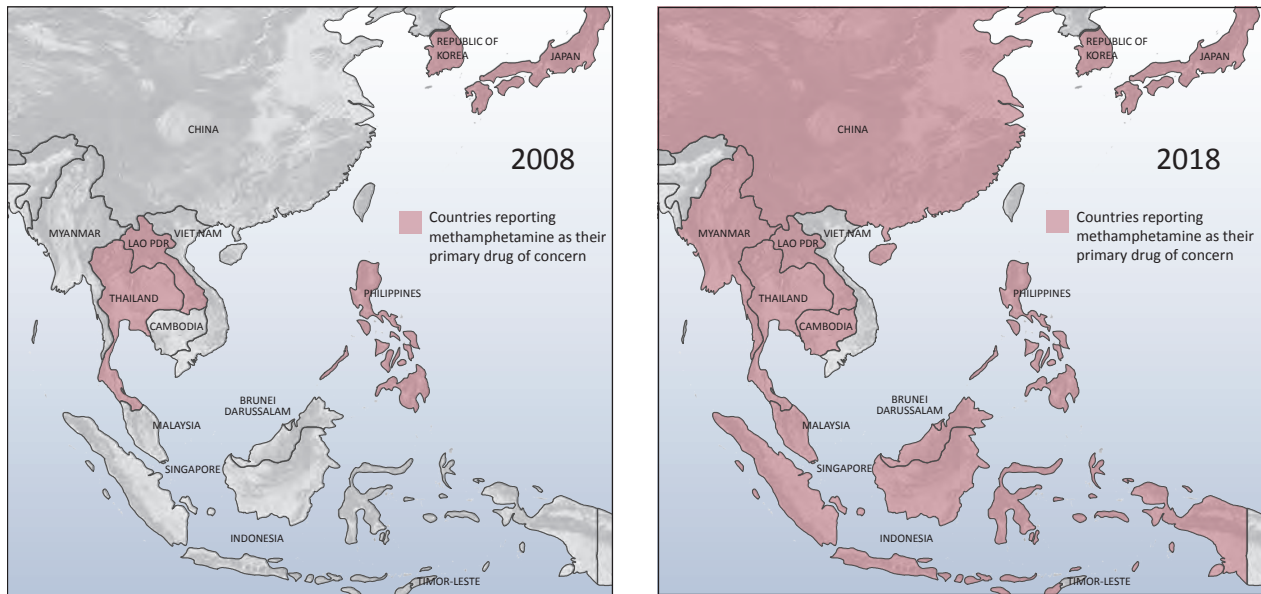 REPUBLIC OF
KOREA
JAPAN
CHINA
2008
Countries reporting
methamphetamine as their
primary drug of concern
MYANMAR
LAO PDR
VIET NAM
THAILAND
CAMBODIA
PHILIPPINES
BRUNEI
DARUSSALAM
MALAYSIA
SINGAPORE
INDONESIA
TIMOR-LESTE
REPUBLIC OF
KOREA
JAPAN
CHINA
2018
Countries reporting
methamphetamine as their
primary drug of concern
MYANMAR
LAO PDR
VIET NAM
THAILAND
CAMBODIA
PHILIPPINES
BRUNEI
DARUSSALAM
MALAYSIA
SINGAPORE
INDONESIA
TIMOR-LESTE